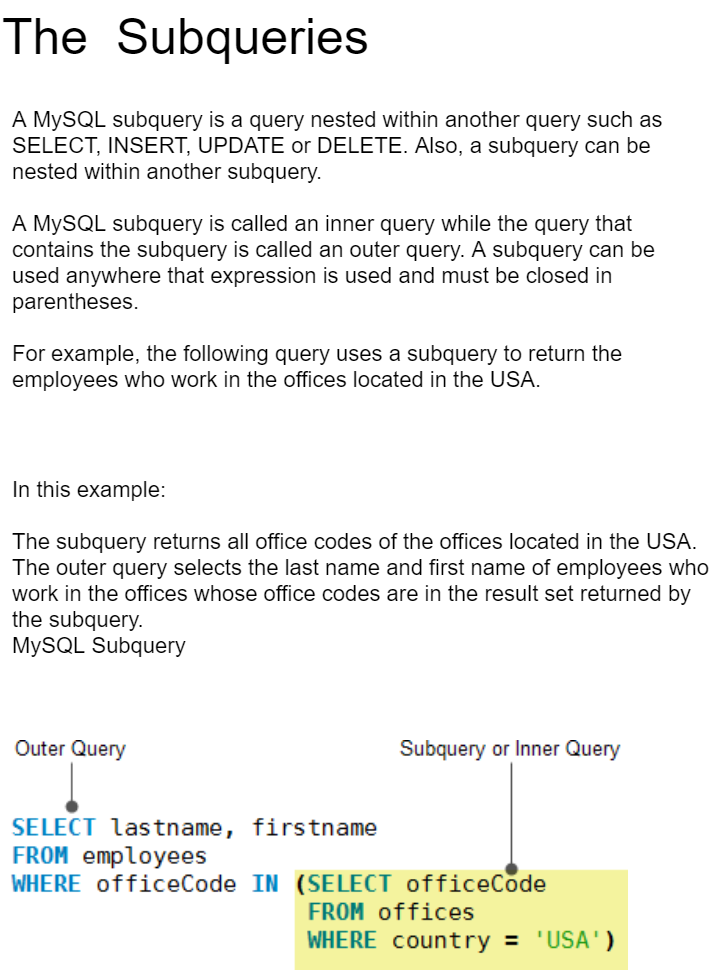 The Subqueries
A MySQL subquery is a query nested within another query such as
SELECT, INSERT, UPDATE or DELETE. Also, a subquery can be
nested within another subquery.
A MySQL subquery is called an inner query while the query that
contains the subquery is called an outer query. A subquery can be
used anywhere that expression is used and must be closed in
parentheses.
For example, the following query uses a subquery to return the
employees who work in the offices located in the USA.
In this example:
The subquery returns all office codes of the offices located in the USA.
The outer query selects the last name and first name of employees who
work in the offices whose office codes are in the result set returned by
the subquery.
MySQL Subquery
Outer Query
Subquery or Inner Query
SELECT lastname, firstname
FROM employees
WHERE officeCode IN (SELECT officeCode
FROM offices
WHERE country = 'USA')